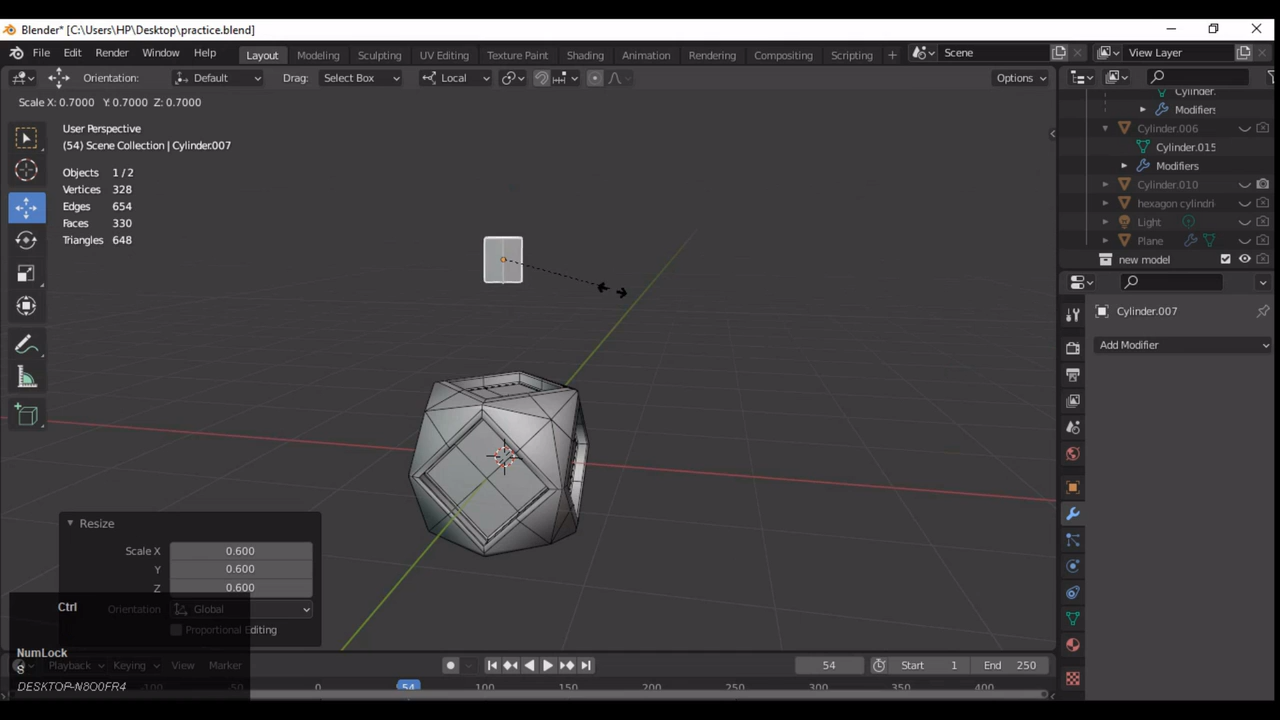 Blender* [C:\Users\HP\Desktop\practice.blend]
File Edit Render Window Help Layout Modeling Sculpting UV Editing Texture Paint Shading Animation Rendering Compositing Scripting + Scene View Layer
Orientation: Default Drag: Select Box Local Options
Scale X: 0.7000 Y: 0.7000 Z: 0.7000
User Perspective
(54) Scene Collection | Cylinder.007
Objects 1 / 2
Vertices 328
Edges 654
Faces 330
Triangles 648
Cylinder.
Modifiers
Cylinder.006
Cylinder.015
Modifiers
Cylinder.010
hexagon cylindri
Light
Plane
new model
Cylinder.007
Add Modifier
Resize
Scale X 0.600
Y 0.600
Z 0.600
Orientation Global
Proportional Editing
Ctrl
NumLock
S
DESKTOP-N8O0FR4
Playback Keying View Marker 54 Start 1 End 250
-100 -50 0 54 100 150 200 250 300 350 400